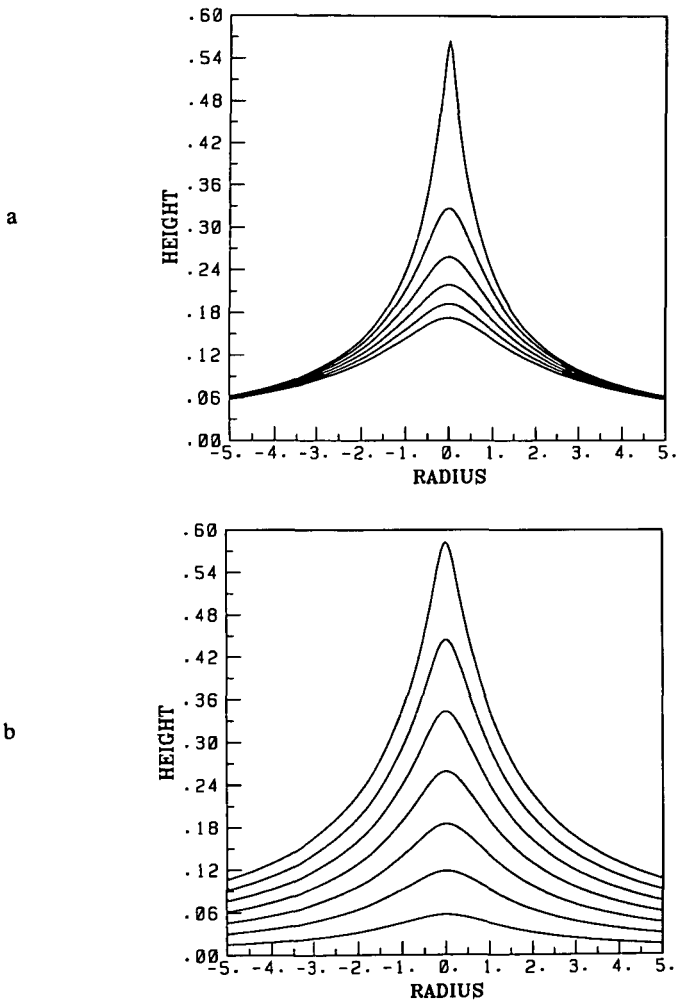 a
HEIGHT
.60
.54
.48
.42
.36
.30
.24
.18
.12
.06
.00
-5. -4. -3. -2. -1. 0. 1. 2. 3. 4. 5.
RADIUS
b
HEIGHT
.60
.54
.48
.42
.36
.30
.24
.18
.12
.06
.00
-5. -4. -3. -2. -1. 0. 1. 2. 3. 4. 5.
RADIUS